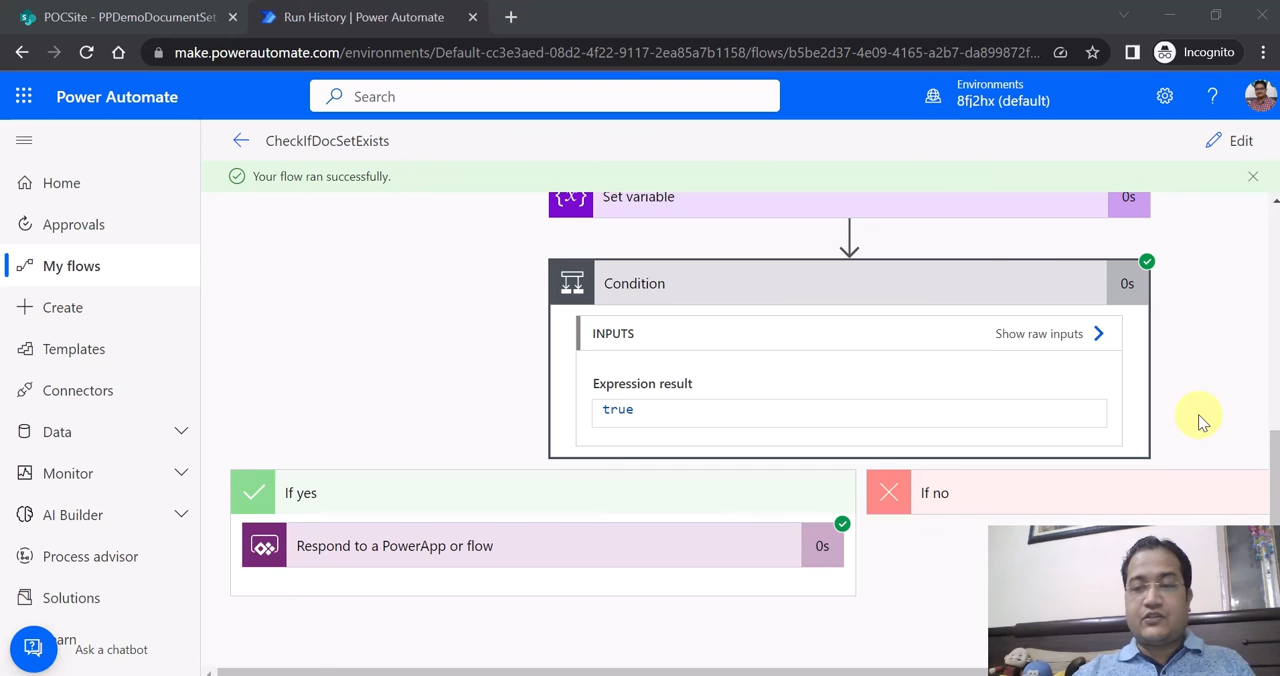 POCSite - PPDemoDocumentSet
Run History | Power Automate
make.powerautomate.com/environments/Default-cc3e3aed-08d2-4f22-9117-2ea85a7b1158/flows/b5be2d37-4e09-4165-a2b7-da899872f...
Incognito
Power Automate
Search
Environments
8fj2hx (default)
?
CheckIfDocSetExists
Edit
Your flow ran successfully.
Home
Approvals
My flows
Create
Templates
Connectors
Data
Monitor
AI Builder
Process advisor
Solutions
earn
Ask a chatbot
{x}
Set variable
0s
Condition
0s
INPUTS
Show raw inputs
Expression result
true
If yes
If no
Respond to a PowerApp or flow
0s